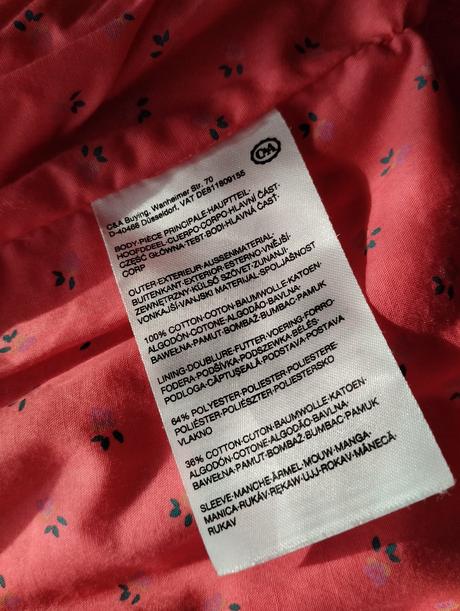 C&A
C&A Buying, Wanheimer Str. 70
D-40468 Düsseldorf, VAT DE811809155
BODY·PIÈCE PRINCIPALE·HAUPTTEIL·
HOOFDDEEL·CUERPO·CORPO·HLAVNÍ ČÁST·
CZĘŚĆ GŁÓWNA·TEST·BODI·HLAVNÁ ČASŤ·
CORP
OUTER·EXTERIEUR·AUSSENMATERIAL·
BUITENKANT·EXTERIOR·ESTERNO·VNĚJŠÍ·
ZEWNĘTRZNY·KÜLSŐ SZÖVET·ZUNANJI·
VONKAJŠÍ·VANJSKI MATERIJAL·SPOLJAŠNOST
100% COTTON·COTON·BAUMWOLLE·KATOEN·
ALGODÓN·COTONE·ALGODÃO·BAVLNA·
BAWEŁNA·PAMUT·BOMBAŽ·BUMBAC·PAMUK
LINING·DOUBLURE·FUTTER·VOERING·FORRO·
FODERA·PODŠÍVKA·PODSZEWKA·BÉLÉS·
PODLOGA·CĂPTUȘEALĂ·PODSTAVA·POSTAVA
64% POLYESTER·POLIESTER·POLIESTERE·
POLIÉSTER·POLIÉSZTER·POLIESTERSKO
VLAKNO
36% COTTON·COTON·BAUMWOLLE·KATOEN·
ALGODÓN·COTONE·ALGODÃO·BAVLNA·
BAWEŁNA·PAMUT·BOMBAŽ·BUMBAC·PAMUK
SLEEVE·MANCHE·ÄRMEL·MOUW·MANGA·
MANICA·RUKÁV·RĘKAW·UJJ·ROKAV·MÂNECĂ·
RUKAV